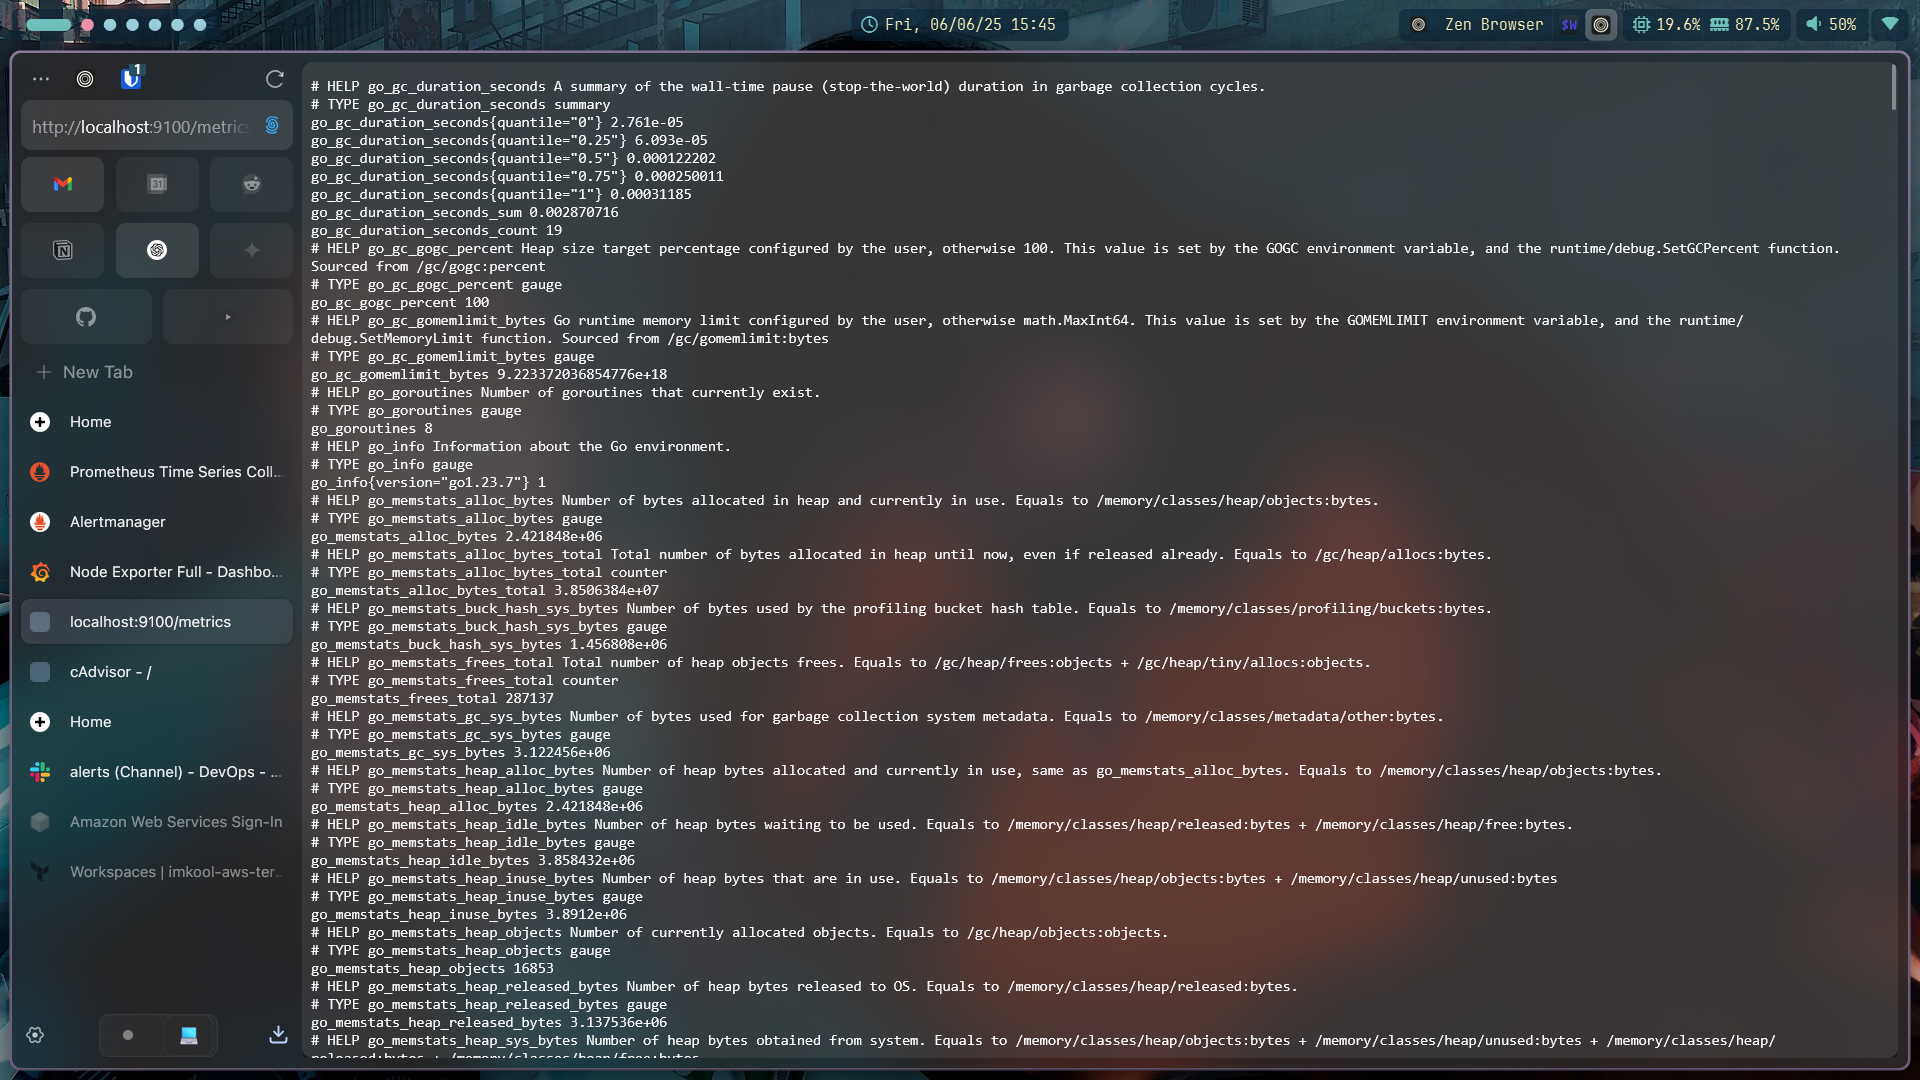 Fri, 06/06/25 15:45
Zen Browser
$W
19.6%
87.5%
50%
1
http://localhost:9100/metrics
31
New Tab
Home
Prometheus Time Series Coll...
Alertmanager
Node Exporter Full - Dashbo...
localhost:9100/metrics
cAdvisor - /
Home
alerts (Channel) - DevOps - ...
Amazon Web Services Sign-In
Workspaces | imkool-aws-ter...
# HELP go_gc_duration_seconds A summary of the wall-time pause (stop-the-world) duration in garbage collection cycles.
# TYPE go_gc_duration_seconds summary
go_gc_duration_seconds{quantile="0"} 2.761e-05
go_gc_duration_seconds{quantile="0.25"} 6.093e-05
go_gc_duration_seconds{quantile="0.5"} 0.000122202
go_gc_duration_seconds{quantile="0.75"} 0.000250011
go_gc_duration_seconds{quantile="1"} 0.00031185
go_gc_duration_seconds_sum 0.002870716
go_gc_duration_seconds_count 19
# HELP go_gc_gogc_percent Heap size target percentage configured by the user, otherwise 100. This value is set by the GOGC environment variable, and the runtime/debug.SetGCPercent function.
Sourced from /gc/gogc:percent
# TYPE go_gc_gogc_percent gauge
go_gc_gogc_percent 100
# HELP go_gc_gomemlimit_bytes Go runtime memory limit configured by the user, otherwise math.MaxInt64. This value is set by the GOMEMLIMIT environment variable, and the runtime/
debug.SetMemoryLimit function. Sourced from /gc/gomemlimit:bytes
# TYPE go_gc_gomemlimit_bytes gauge
go_gc_gomemlimit_bytes 9.223372036854776e+18
# HELP go_goroutines Number of goroutines that currently exist.
# TYPE go_goroutines gauge
go_goroutines 8
# HELP go_info Information about the Go environment.
# TYPE go_info gauge
go_info{version="go1.23.7"} 1
# HELP go_memstats_alloc_bytes Number of bytes allocated in heap and currently in use. Equals to /memory/classes/heap/objects:bytes.
# TYPE go_memstats_alloc_bytes gauge
go_memstats_alloc_bytes 2.421848e+06
# HELP go_memstats_alloc_bytes_total Total number of bytes allocated in heap until now, even if released already. Equals to /gc/heap/allocs:bytes.
# TYPE go_memstats_alloc_bytes_total counter
go_memstats_alloc_bytes_total 3.8506384e+07
# HELP go_memstats_buck_hash_sys_bytes Number of bytes used by the profiling bucket hash table. Equals to /memory/classes/profiling/buckets:bytes.
# TYPE go_memstats_buck_hash_sys_bytes gauge
go_memstats_buck_hash_sys_bytes 1.456808e+06
# HELP go_memstats_frees_total Total number of heap objects frees. Equals to /gc/heap/frees:objects + /gc/heap/tiny/allocs:objects.
# TYPE go_memstats_frees_total counter
go_memstats_frees_total 287137
# HELP go_memstats_gc_sys_bytes Number of bytes used for garbage collection system metadata. Equals to /memory/classes/metadata/other:bytes.
# TYPE go_memstats_gc_sys_bytes gauge
go_memstats_gc_sys_bytes 3.122456e+06
# HELP go_memstats_heap_alloc_bytes Number of heap bytes allocated and currently in use, same as go_memstats_alloc_bytes. Equals to /memory/classes/heap/objects:bytes.
# TYPE go_memstats_heap_alloc_bytes gauge
go_memstats_heap_alloc_bytes 2.421848e+06
# HELP go_memstats_heap_idle_bytes Number of heap bytes waiting to be used. Equals to /memory/classes/heap/released:bytes + /memory/classes/heap/free:bytes.
# TYPE go_memstats_heap_idle_bytes gauge
go_memstats_heap_idle_bytes 3.858432e+06
# HELP go_memstats_heap_inuse_bytes Number of heap bytes that are in use. Equals to /memory/classes/heap/objects:bytes + /memory/classes/heap/unused:bytes
# TYPE go_memstats_heap_inuse_bytes gauge
go_memstats_heap_inuse_bytes 3.8912e+06
# HELP go_memstats_heap_objects Number of currently allocated objects. Equals to /gc/heap/objects:objects.
# TYPE go_memstats_heap_objects gauge
go_memstats_heap_objects 16853
# HELP go_memstats_heap_released_bytes Number of heap bytes released to OS. Equals to /memory/classes/heap/released:bytes.
# TYPE go_memstats_heap_released_bytes gauge
go_memstats_heap_released_bytes 3.137536e+06
# HELP go_memstats_heap_sys_bytes Number of heap bytes obtained from system. Equals to /memory/classes/heap/objects:bytes + /memory/classes/heap/unused:bytes + /memory/classes/heap/
released:bytes + /memory/classes/heap/free:bytes.